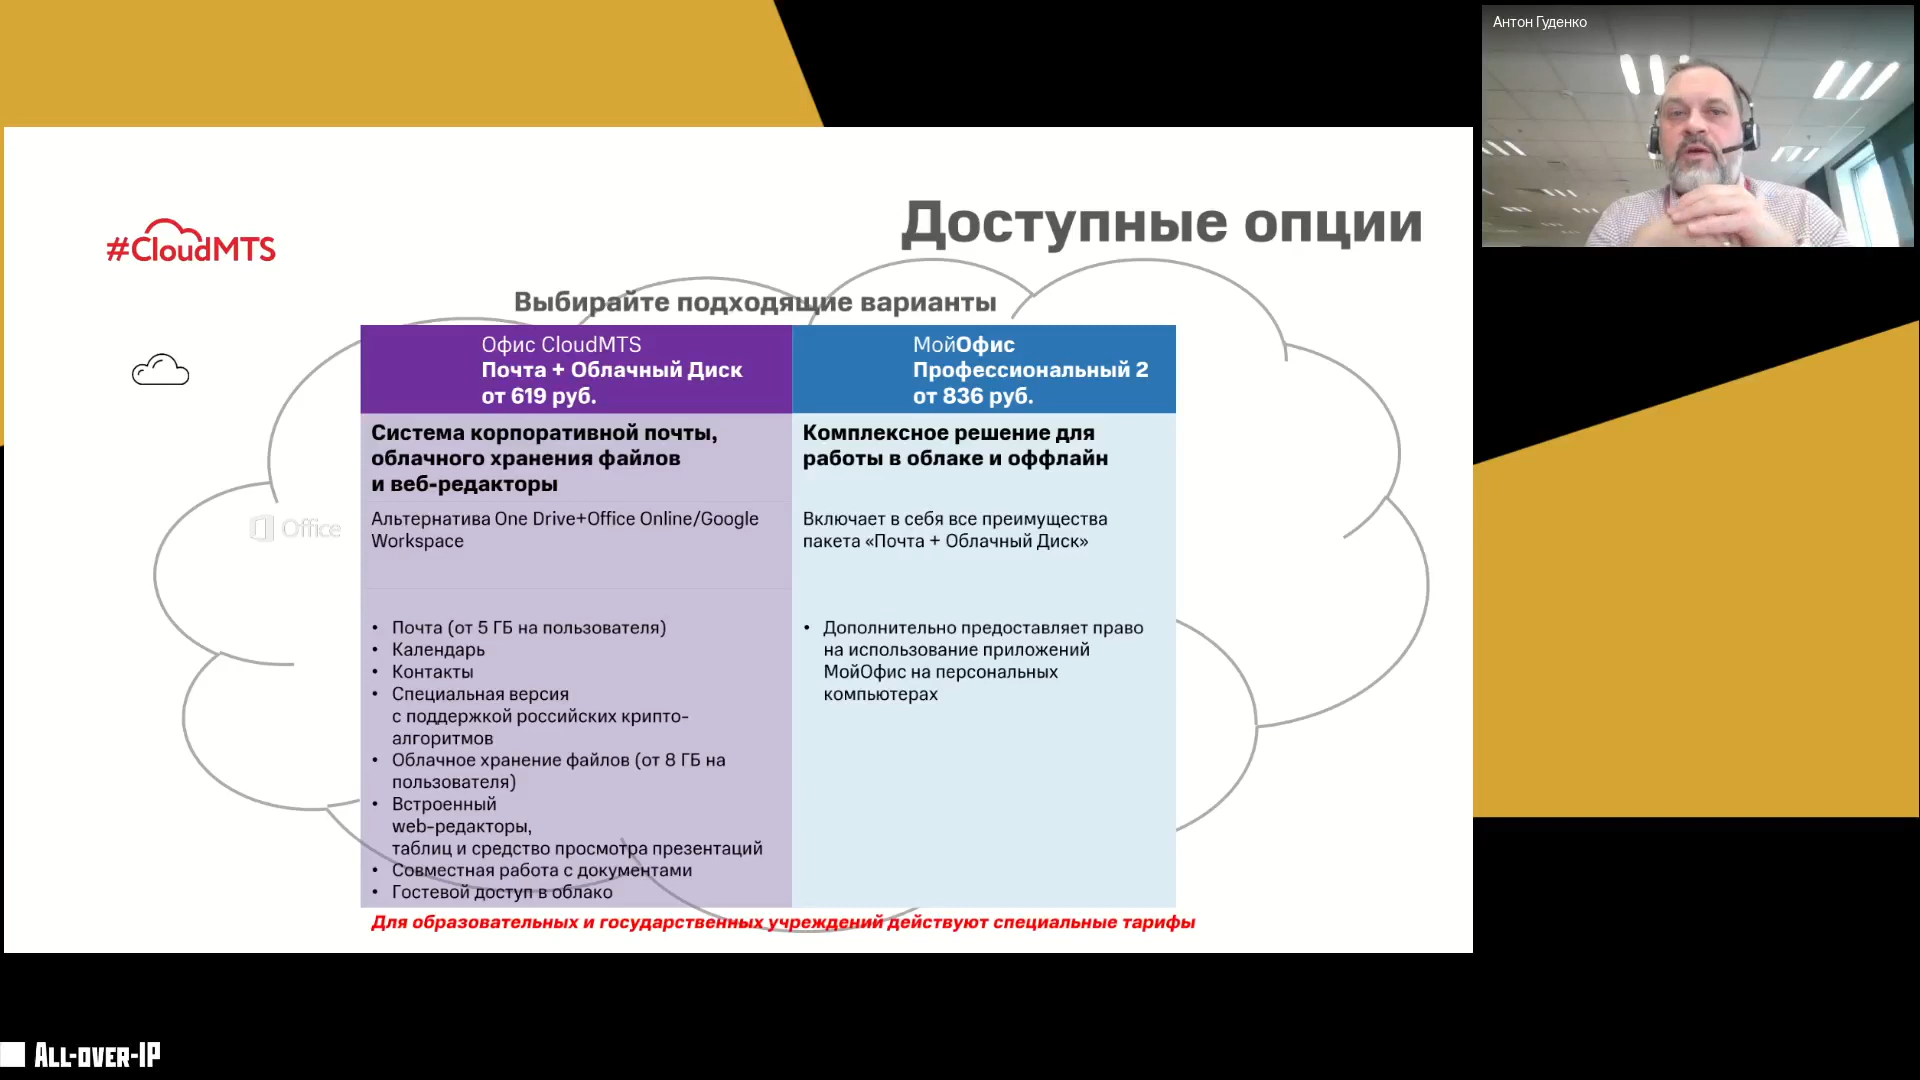 Антон Гуденко
#CloudMTS
Доступные опции
Выбирайте подходящие варианты
Офис CloudMTS
Почта + Облачный Диск
от 619 руб.
МойОфис
Профессиональный 2
от 836 руб.
Система корпоративной почты,
облачного хранения файлов
и веб-редакторы
Комплексное решение для
работы в облаке и оффлайн
Office
Альтернатива One Drive+Office Online/Google
Workspace
Включает в себя все преимущества
пакета «Почта + Облачный Диск»
• Почта (от 5 ГБ на пользователя)
• Календарь
• Контакты
• Специальная версия
с поддержкой российских крипто-
алгоритмов
• Облачное хранение файлов (от 8 ГБ на
пользователя)
• Встроенный
web-редакторы,
таблиц и средство просмотра презентаций
• Совместная работа с документами
• Гостевой доступ в облако
• Дополнительно предоставляет право
на использование приложений
МойОфис на персональных
компьютерах
Для образовательных и государственных учреждений действуют специальные тарифы
ALL-OVER-IP